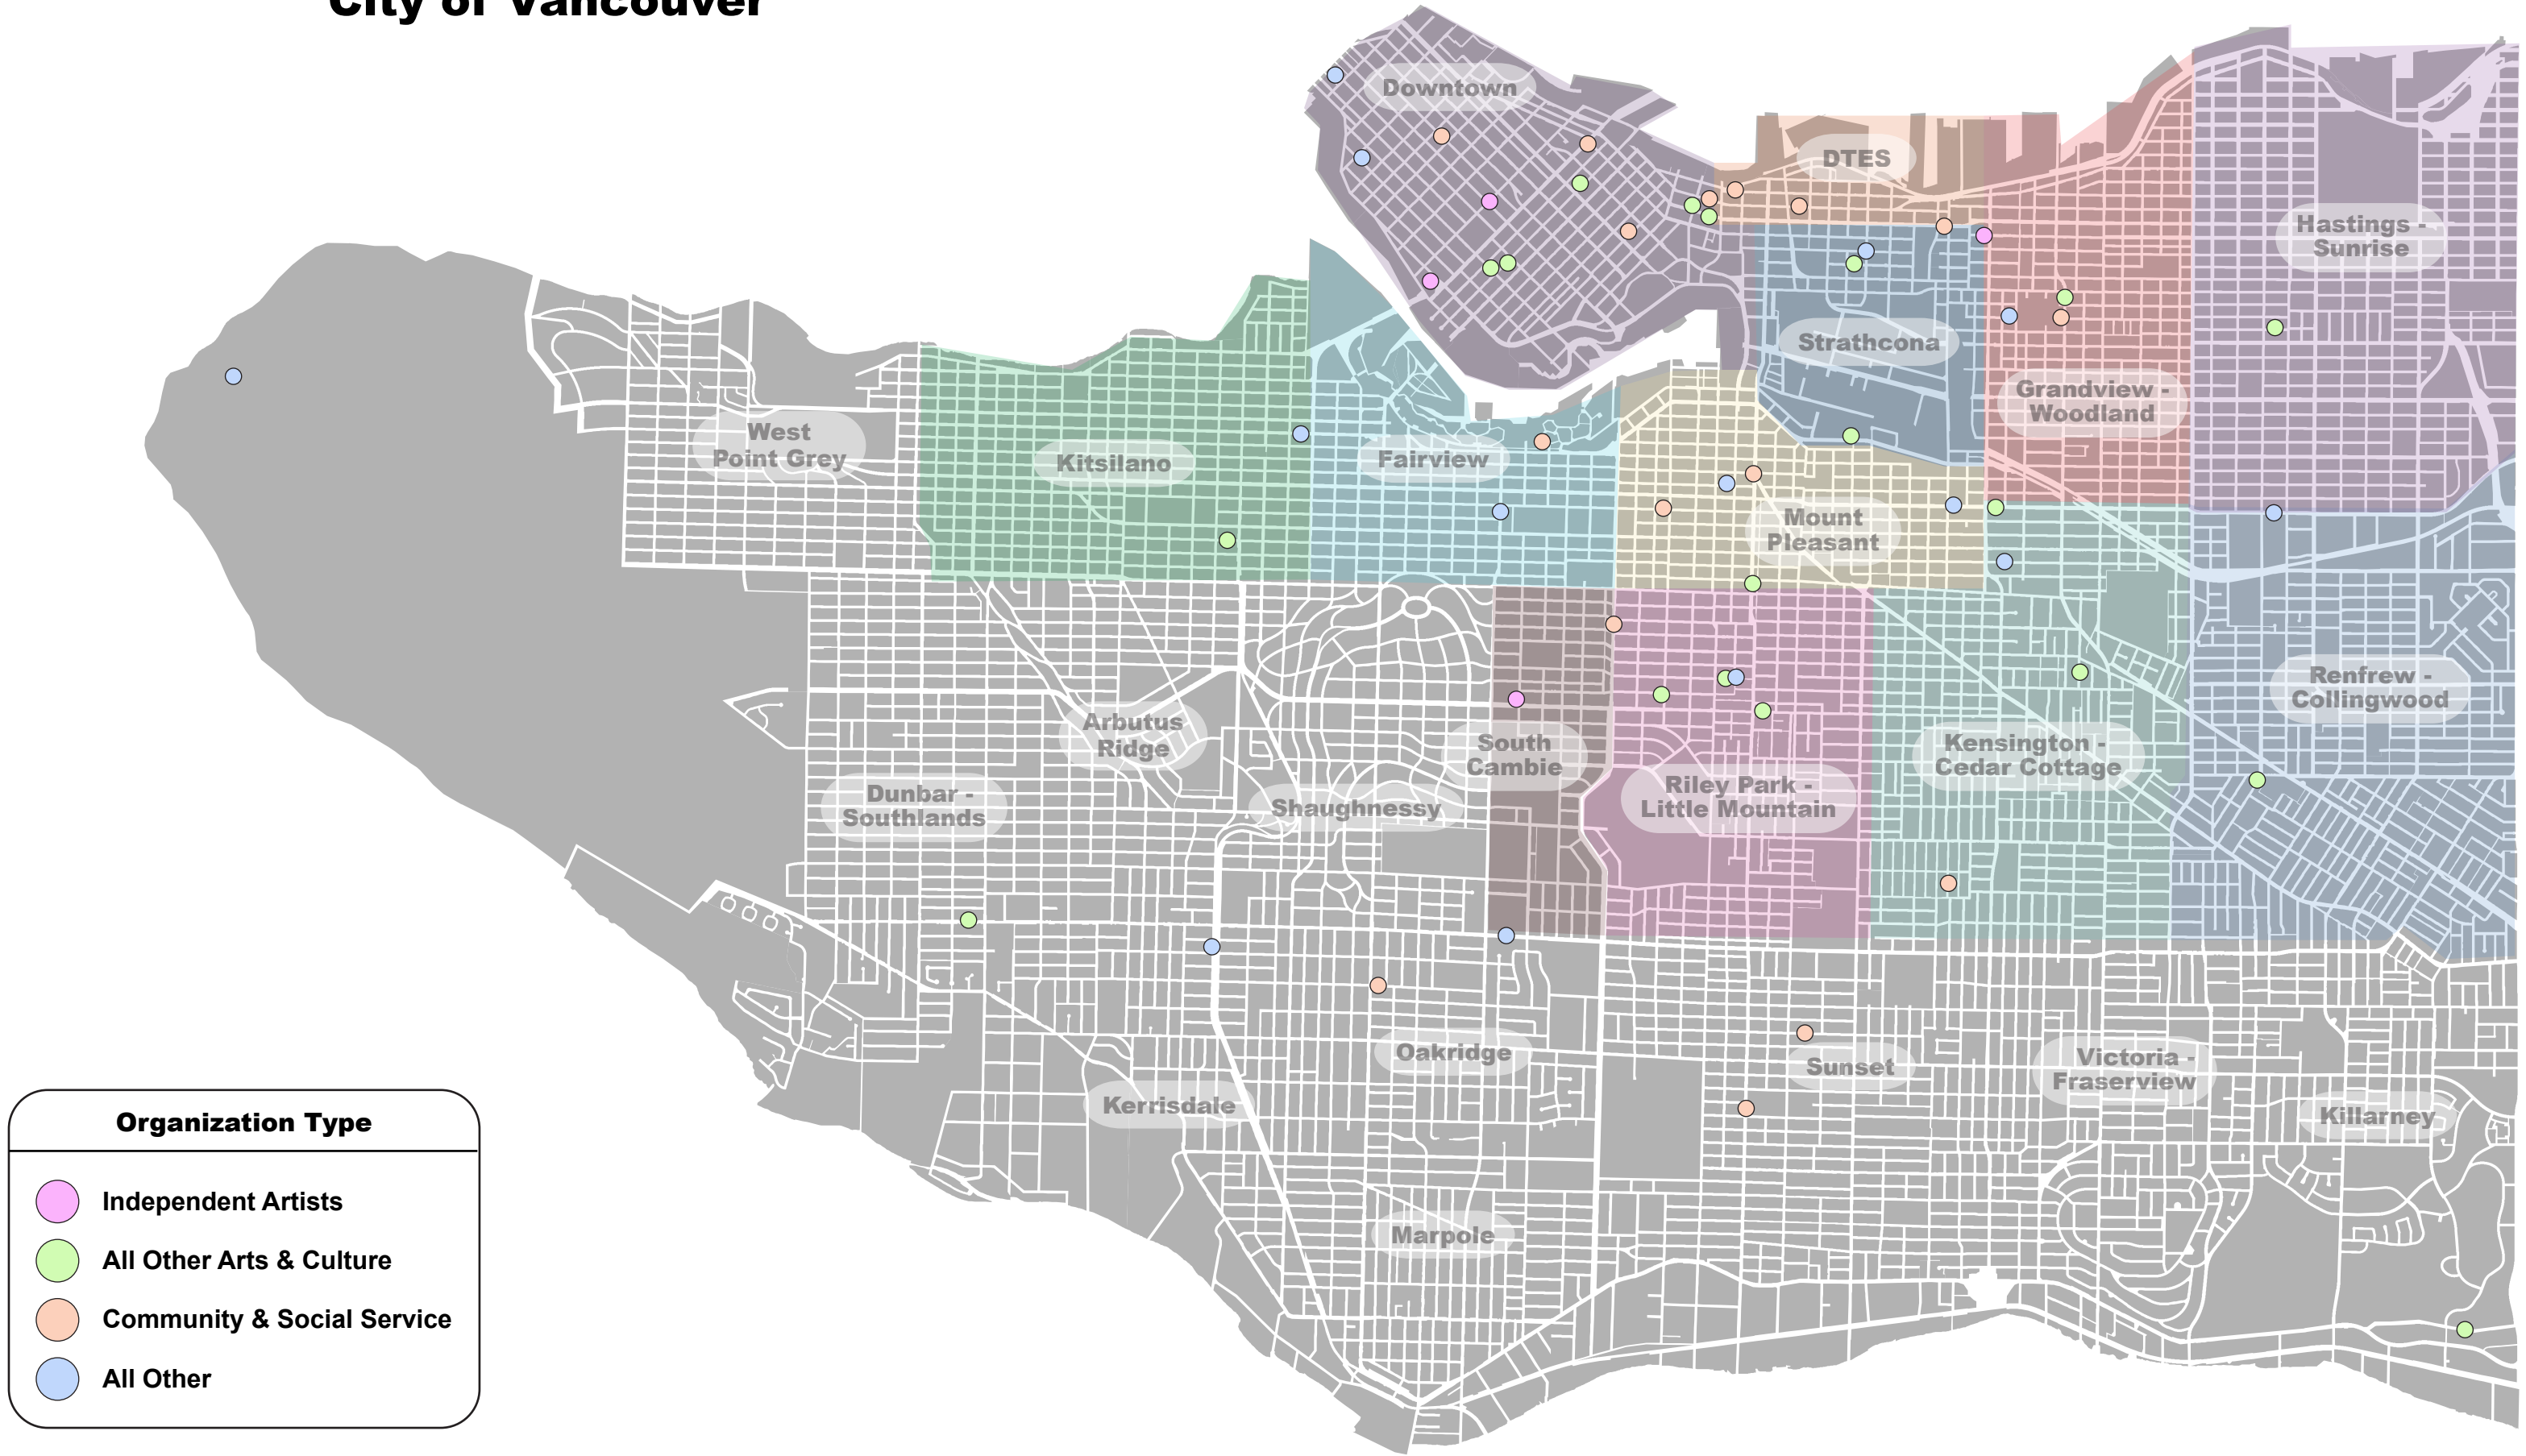 City of Vancouver
Downtown
DTES
Hastings -
Sunrise
Strathcona
Grandview -
Woodland
West
Point Grey
Kitsilano
Fairview
Mount
Pleasant
Renfrew -
Collingwood
Arbutus
Ridge
South
Cambie
Kensington -
Cedar Cottage
Dunbar -
Southlands
Shaughnessy
Riley Park -
Little Mountain
Oakridge
Sunset
Victoria -
Fraserview
Kerrisdale
Killarney
Marpole
Organization Type
Independent Artists
All Other Arts & Culture
Community & Social Service
All Other